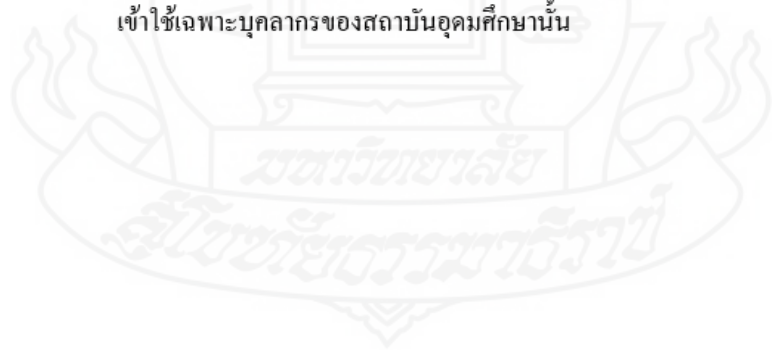 เข้าใช้เฉพาะบุคลากรของสถาบันอุดมศึกษานั้น
มหาวิทยาลัย
สุโขทัยธรรมาธิราช